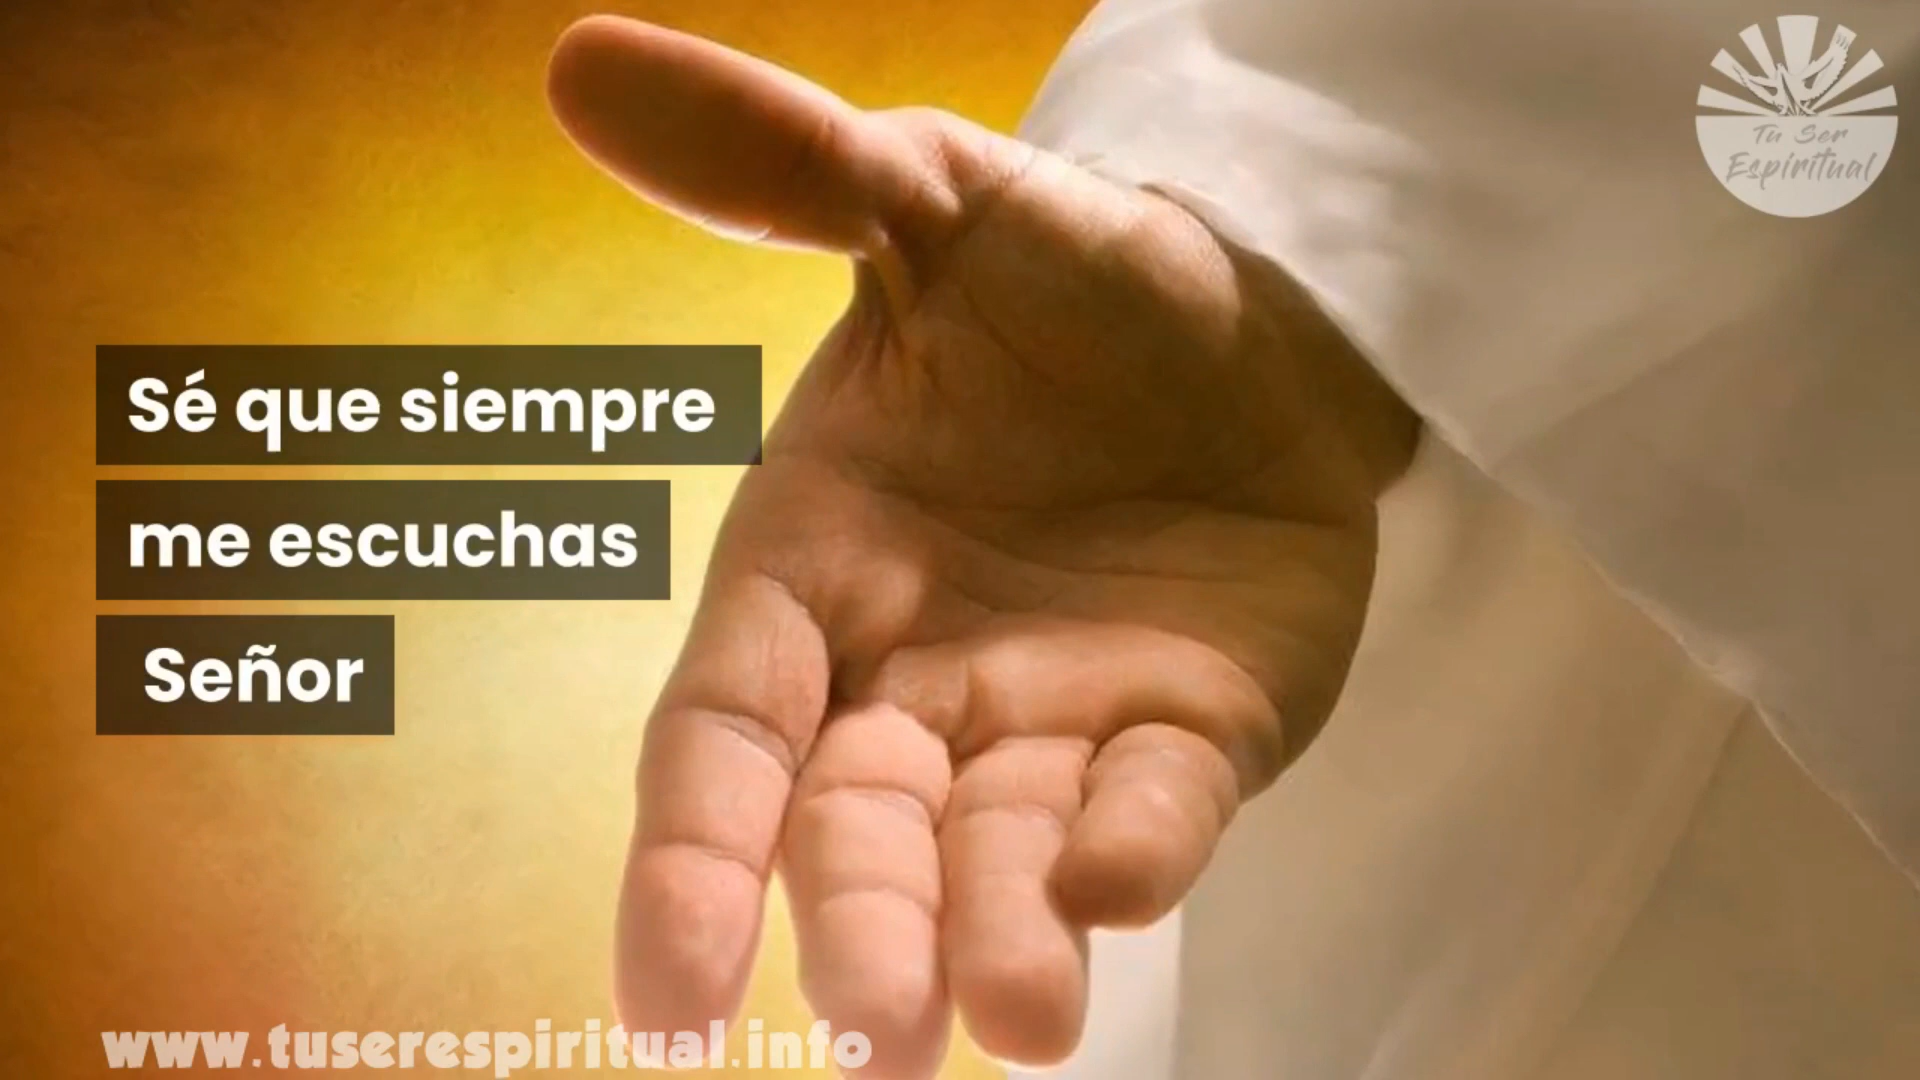 Tu Ser
Espiritual
Sé que siempre
me escuchas
Señor
www.tuserespiritual.info